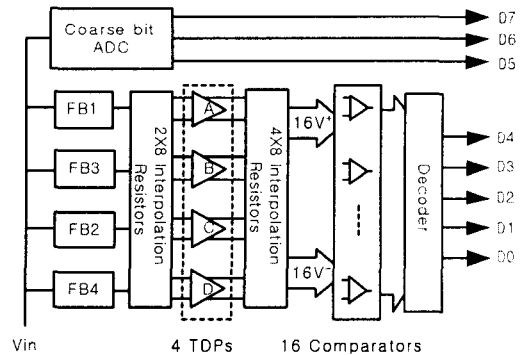 Coarse bit
ADC
D7
D6
D5
FB1
FB3
FB2
FB4
2X8 Interpolation
Resistors
A
B
C
D
4X8 Interpolation
Resistors
16V+
16V-
Decoder
D4
D3
D2
D1
D0
Vin
4 TDPs
16 Comparators